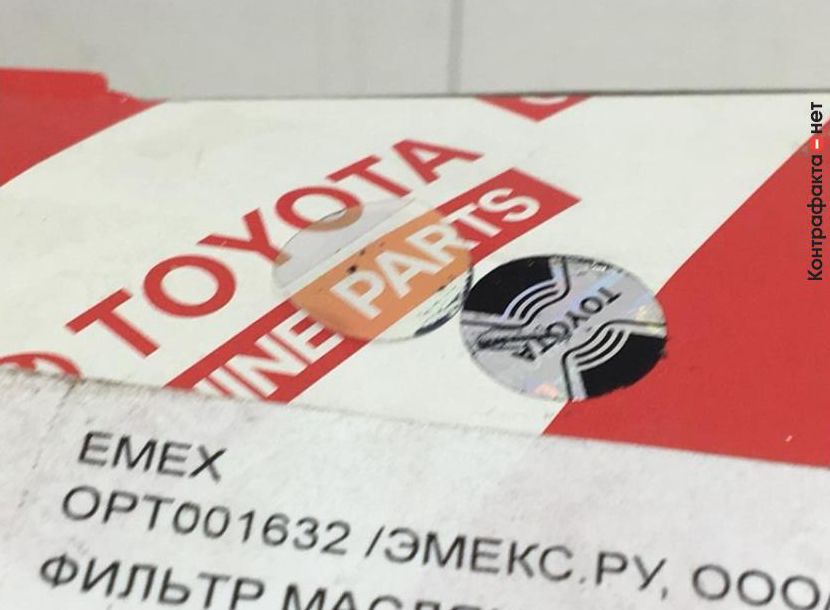 TOYOTA
PARTS
TOYOTA
EMEX
OPT001632 /ЭМЕКС.РУ, ООО
ФИЛЬТР
Контрафакта - нет